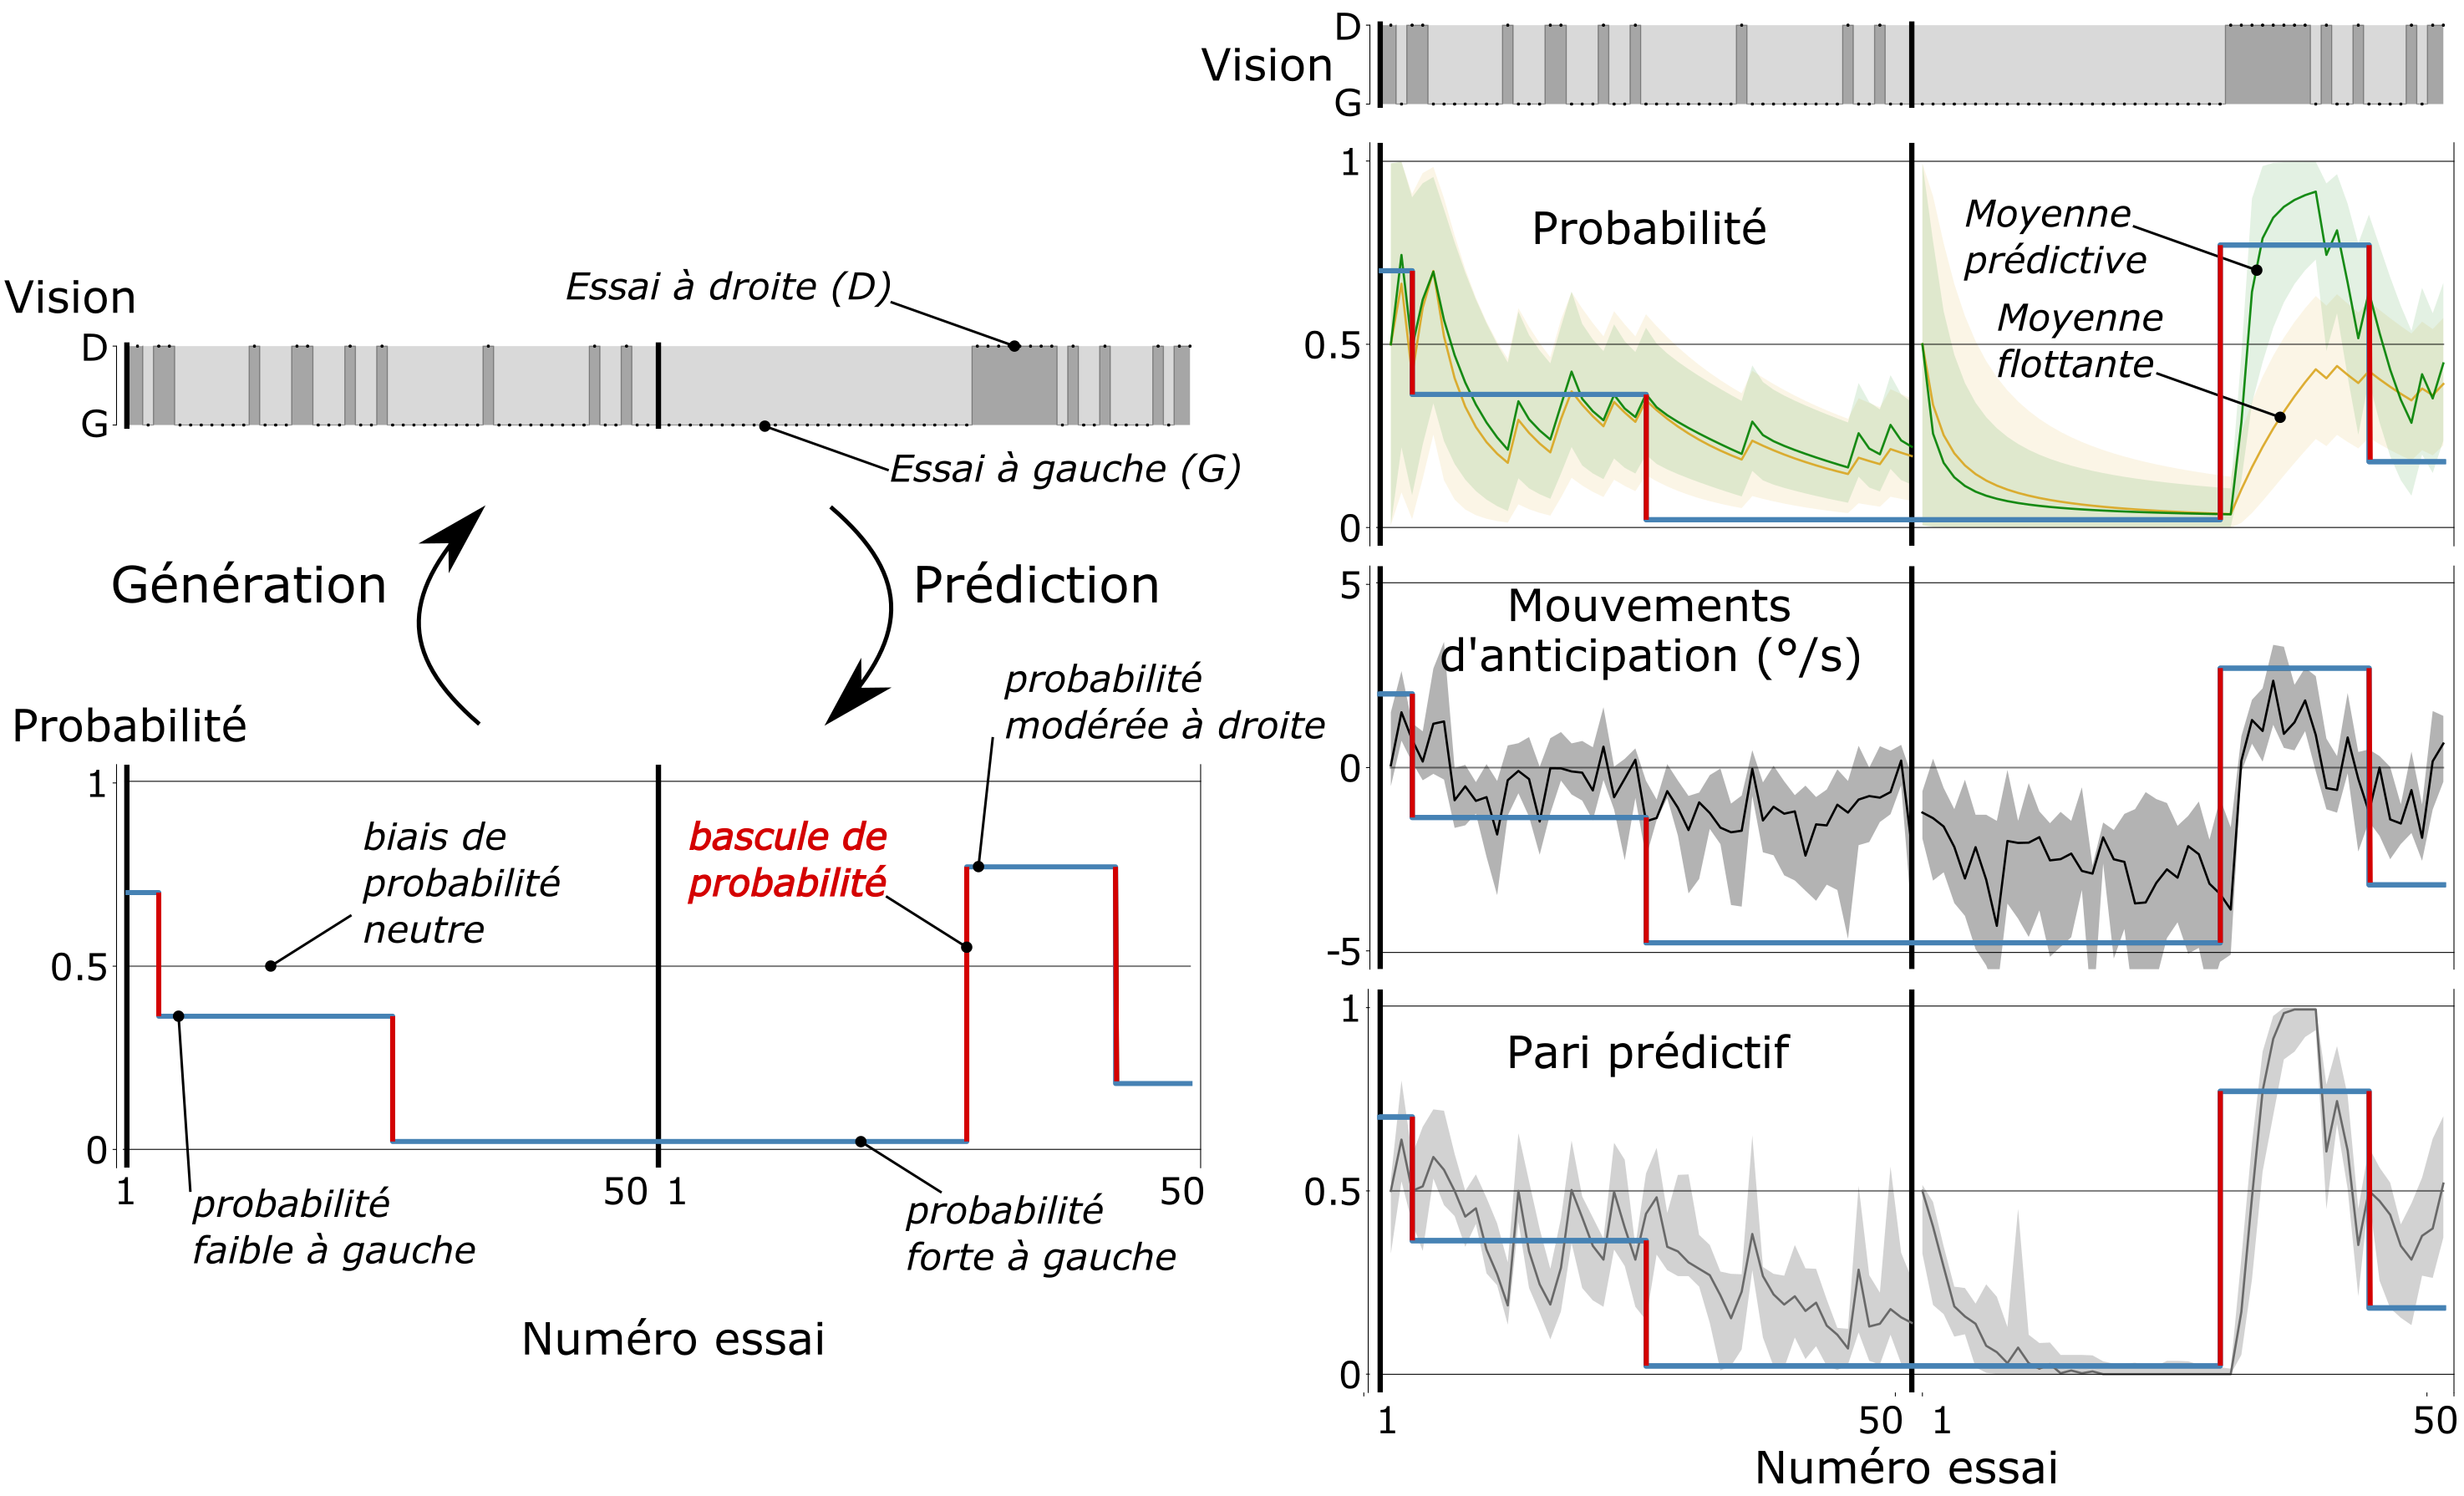 Vision
D
G
Essai à droite (D)
Essai à gauche (G)
Génération
Prédiction
Probabilité
1
0.5
0
biais de
probabilité
neutre
bascule de
probabilité
probabilité
modérée à droite
probabilité
faible à gauche
probabilité
forte à gauche
1
50
1
50
Numéro essai
Vision
D
G
Probabilité
1
0.5
0
Moyenne
prédictive
Moyenne
flottante
Mouvements
d'anticipation (°/s)
5
0
-5
Pari prédictif
1
0.5
0
1
50
1
50
Numéro essai